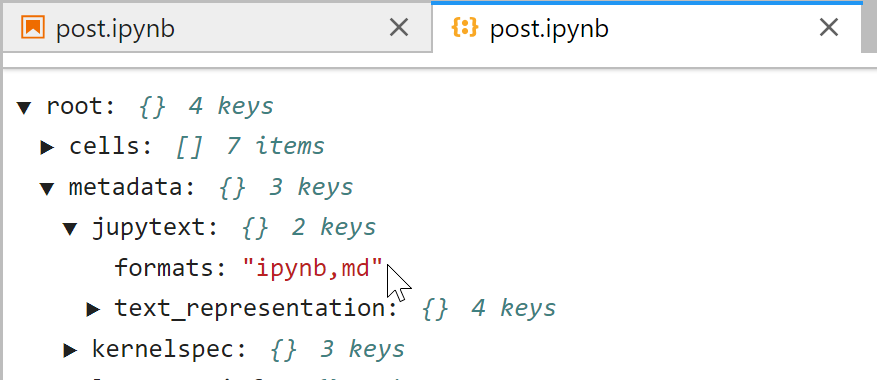 post.ipynb
post.ipynb
root: {} 4 keys
cells: [] 7 items
metadata: {} 3 keys
jupytext: {} 2 keys
formats: "ipynb,md"
text_representation: {} 4 keys
kernelspec: {} 3 keys